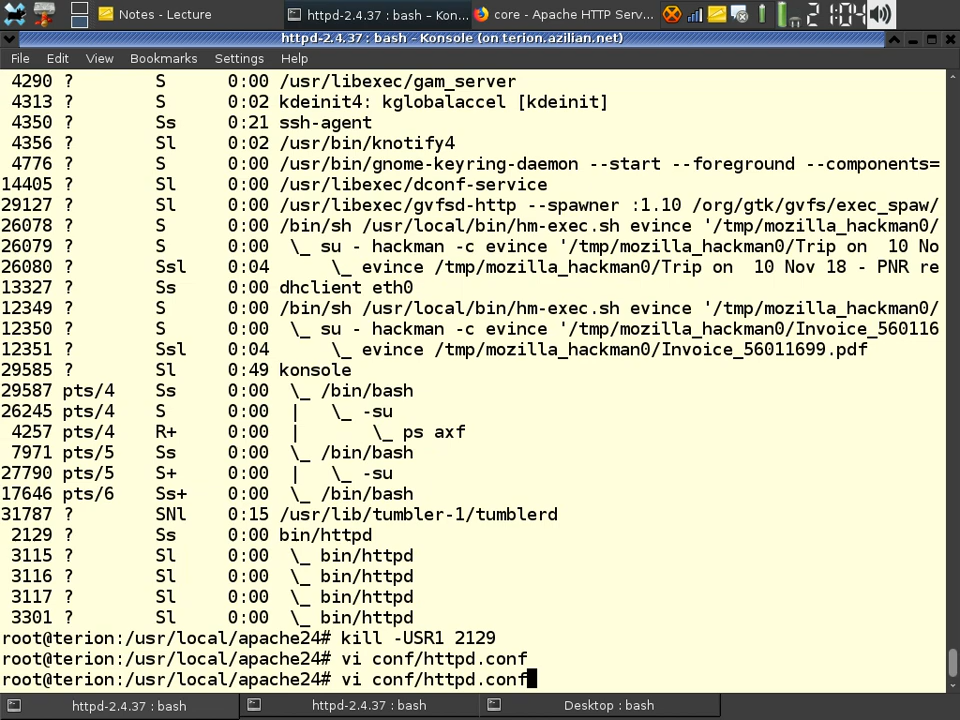 Notes - Lecture
httpd-2.4.37 : bash – Kon...
core - Apache HTTP Serv...
2 1:04
httpd-2.4.37 : bash - Konsole (on terion.azilian.net)
File Edit View Bookmarks Settings Help
4290 ? S 0:00 /usr/libexec/gam_server
4313 ? S 0:02 kdeinit4: kglobalaccel [kdeinit]
4350 ? Ss 0:21 ssh-agent
4356 ? Sl 0:02 /usr/bin/knotify4
4776 ? S 0:00 /usr/bin/gnome-keyring-daemon --start --foreground --components=
14405 ? Sl 0:00 /usr/libexec/dconf-service
29127 ? Sl 0:00 /usr/libexec/gvfsd-http --spawner :1.10 /org/gtk/gvfs/exec_spaw/
26078 ? S 0:00 /bin/sh /usr/local/bin/hm-exec.sh evince '/tmp/mozilla_hackman0/
26079 ? S 0:00 \_ su - hackman -c evince '/tmp/mozilla_hackman0/Trip on  10 No
26080 ? Ssl 0:04 \_ evince /tmp/mozilla_hackman0/Trip on  10 Nov 18 - PNR re
13327 ? Ss 0:00 dhclient eth0
12349 ? S 0:00 /bin/sh /usr/local/bin/hm-exec.sh evince '/tmp/mozilla_hackman0/
12350 ? S 0:00 \_ su - hackman -c evince '/tmp/mozilla_hackman0/Invoice_560116
12351 ? Ssl 0:04 \_ evince /tmp/mozilla_hackman0/Invoice_56011699.pdf
29585 ? Sl 0:49 konsole
29587 pts/4 Ss 0:00 \_ /bin/bash
26245 pts/4 S 0:00 | \_ -su
4257 pts/4 R+ 0:00 | \_ ps axf
7971 pts/5 Ss 0:00 \_ /bin/bash
27790 pts/5 S+ 0:00 | \_ -su
17646 pts/6 Ss+ 0:00 \_ /bin/bash
31787 ? SNl 0:15 /usr/lib/tumbler-1/tumblerd
2129 ? Ss 0:00 bin/httpd
3115 ? Sl 0:00 \_ bin/httpd
3116 ? Sl 0:00 \_ bin/httpd
3117 ? Sl 0:00 \_ bin/httpd
3301 ? Sl 0:00 \_ bin/httpd
root@terion:/usr/local/apache24# kill -USR1 2129
root@terion:/usr/local/apache24# vi conf/httpd.conf
root@terion:/usr/local/apache24# vi conf/httpd.conf
httpd-2.4.37 : bash
httpd-2.4.37 : bash
Desktop : bash